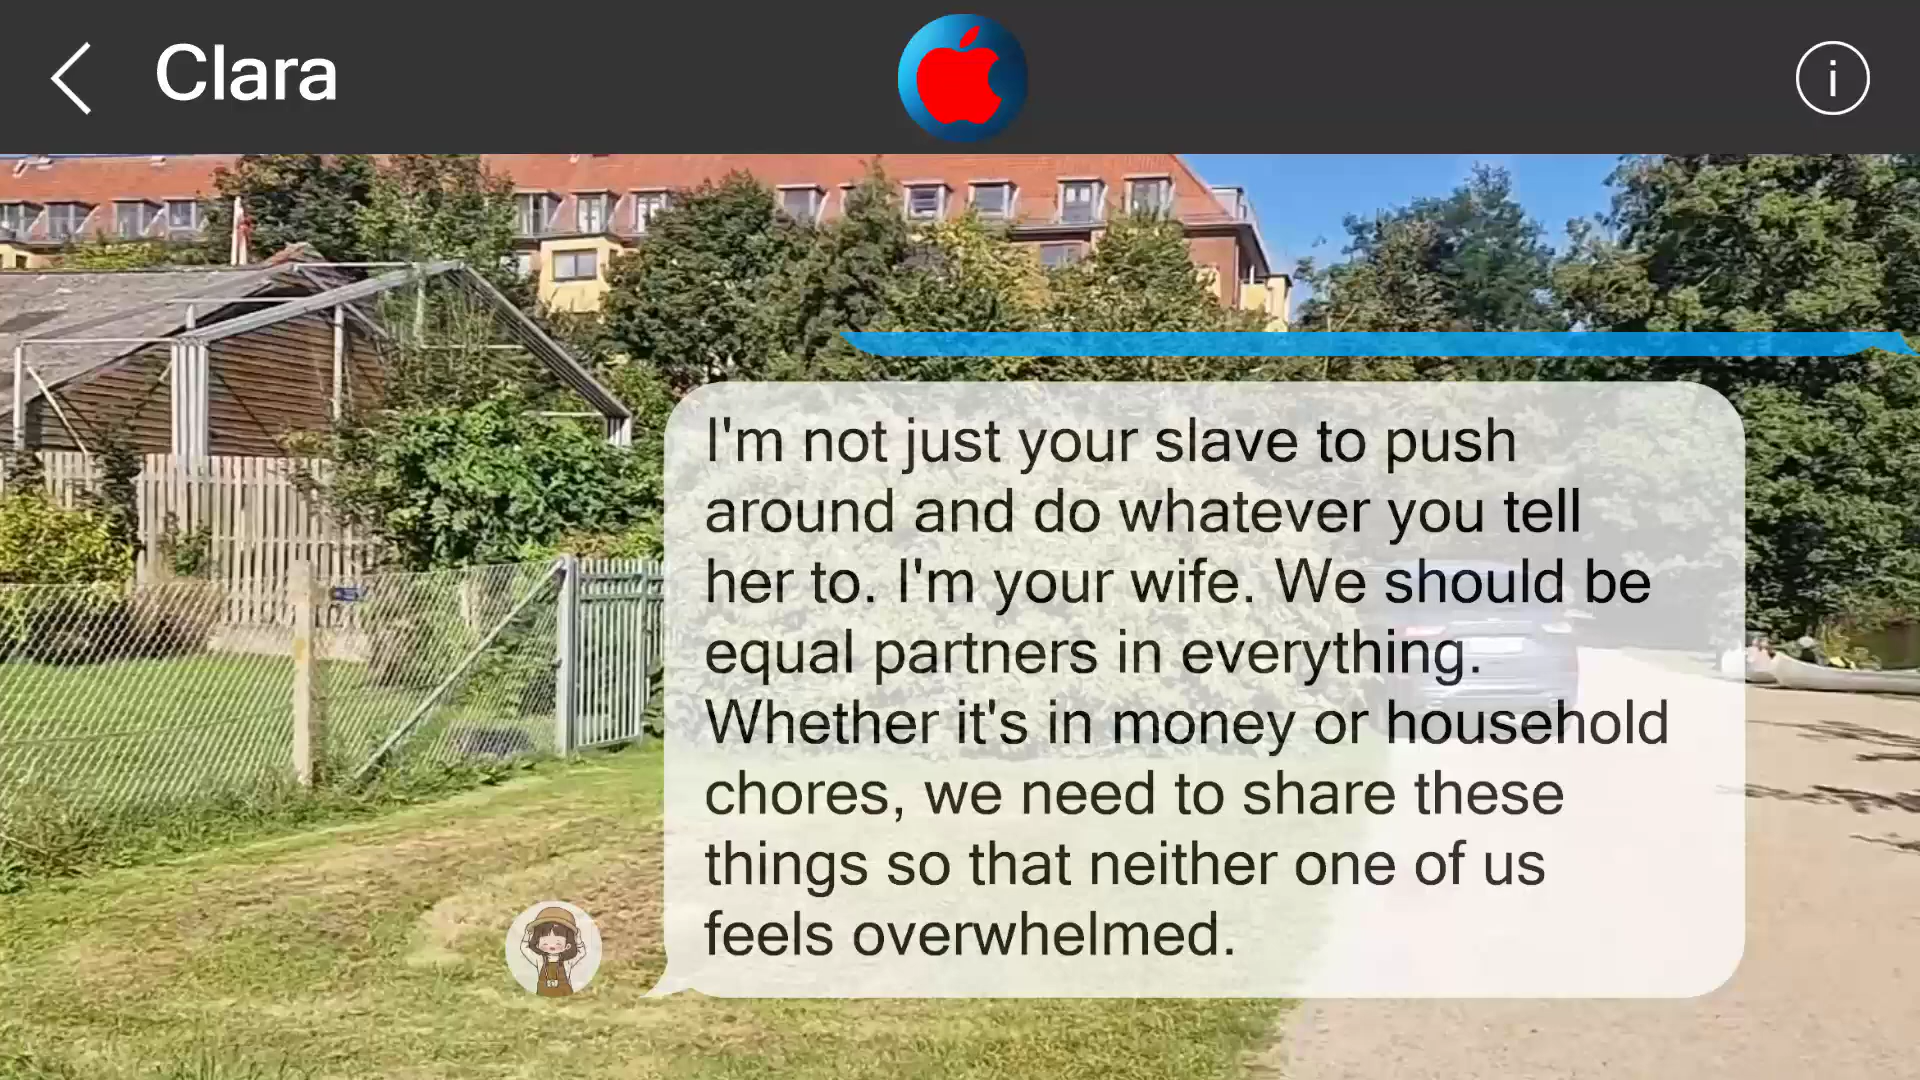 Clara
I'm not just your slave to push
around and do whatever you tell
her to. I'm your wife. We should be
equal partners in everything.
Whether it's in money or household
chores, we need to share these
things so that neither one of us
feels overwhelmed.